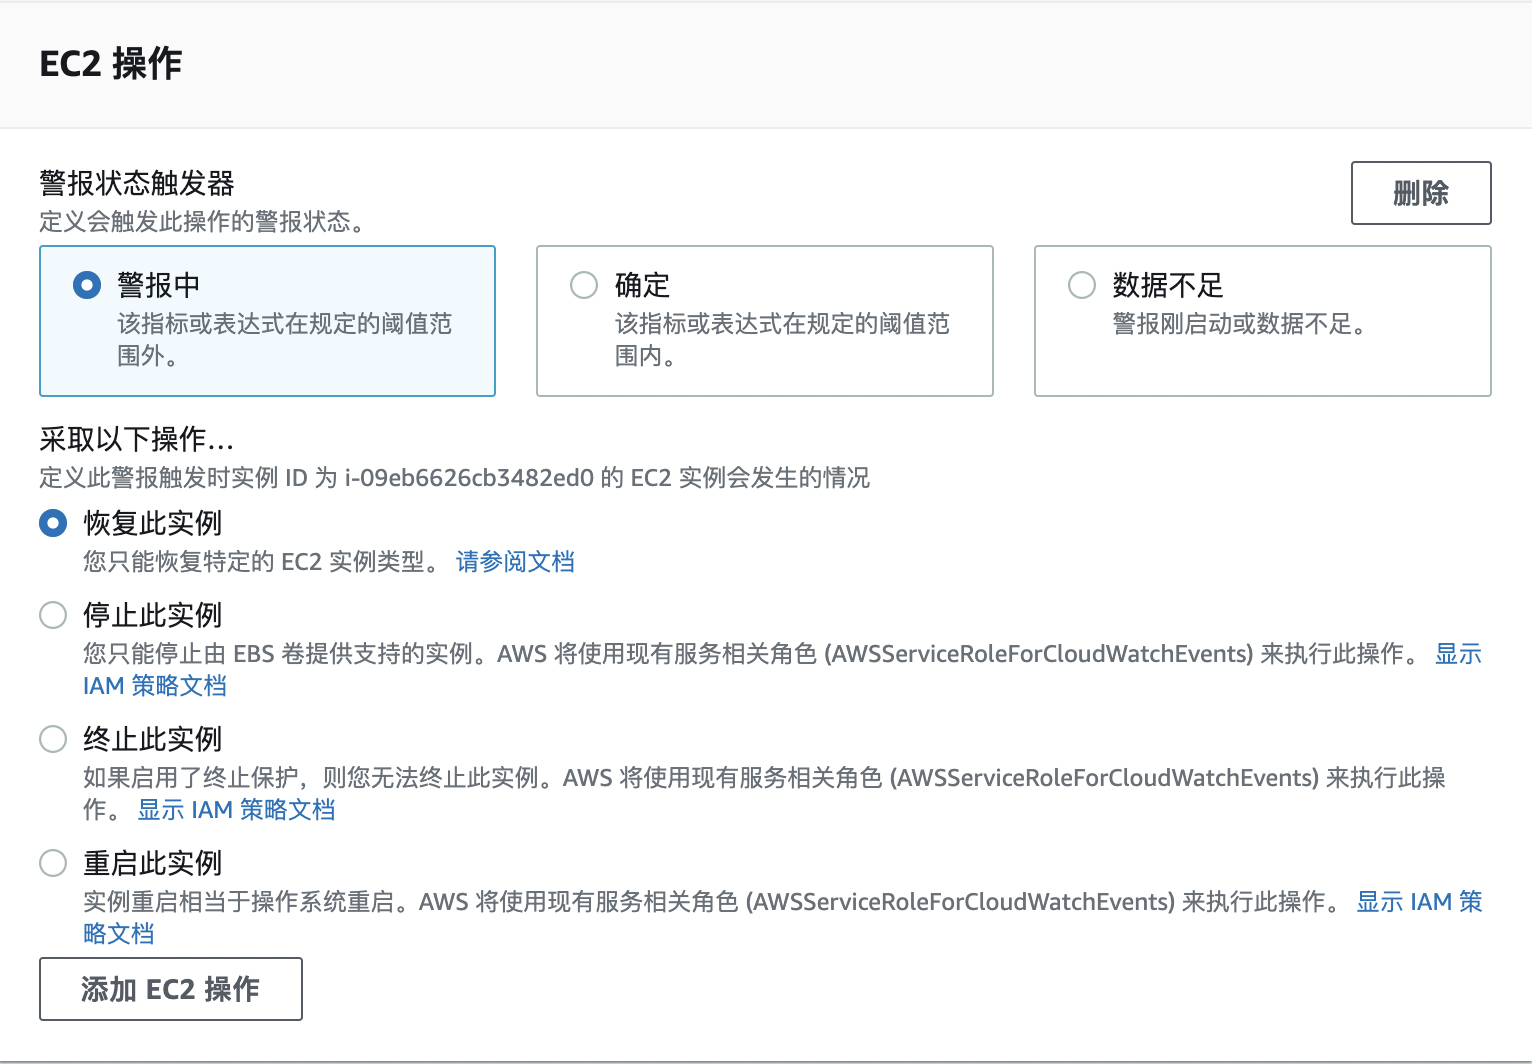 EC2 操作
警报状态触发器
删除
定义会触发此操作的警报状态。
警报中
该指标或表达式在规定的阈值范
围外。
确定
该指标或表达式在规定的阈值范
围内。
数据不足
警报刚启动或数据不足。
采取以下操作...
定义此警报触发时实例 ID 为 i-09eb6626cb3482ed0 的 EC2 实例会发生的情况
恢复此实例
您只能恢复特定的 EC2 实例类型。 请参阅文档
停止此实例
您只能停止由 EBS 卷提供支持的实例。AWS 将使用现有服务相关角色 (AWSServiceRoleForCloudWatchEvents) 来执行此操作。 显示
IAM 策略文档
终止此实例
如果启用了终止保护，则您无法终止此实例。AWS 将使用现有服务相关角色 (AWSServiceRoleForCloudWatchEvents) 来执行此操
作。 显示 IAM 策略文档
重启此实例
实例重启相当于操作系统重启。AWS 将使用现有服务相关角色 (AWSServiceRoleForCloudWatchEvents) 来执行此操作。 显示 IAM 策
略文档
添加 EC2 操作